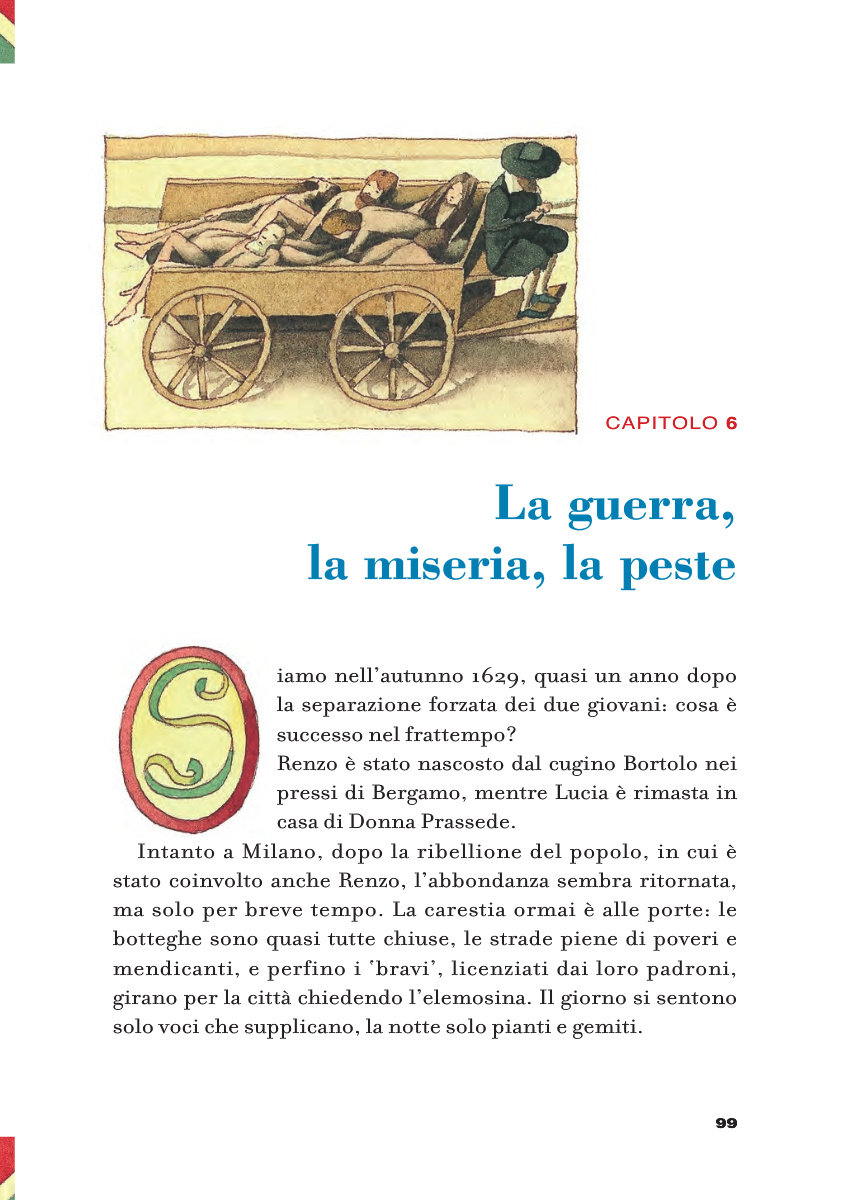 CAPITOLO 6
La guerra,
la miseria, la peste
Siamo nell’autunno 1629, quasi un anno dopo
la separazione forzata dei due giovani: cosa è
successo nel frattempo?
Renzo è stato nascosto dal cugino Bortolo nei
pressi di Bergamo, mentre Lucia è rimasta in
casa di Donna Prassede.
Intanto a Milano, dopo la ribellione del popolo, in cui è
stato coinvolto anche Renzo, l’abbondanza sembra ritornata,
ma solo per breve tempo. La carestia ormai è alle porte: le
botteghe sono quasi tutte chiuse, le strade piene di poveri e
mendicanti, e perfino i ‛bravi’, licenziati dai loro padroni,
girano per la città chiedendo l’elemosina. Il giorno si sentono
solo voci che supplicano, la notte solo pianti e gemiti.
99